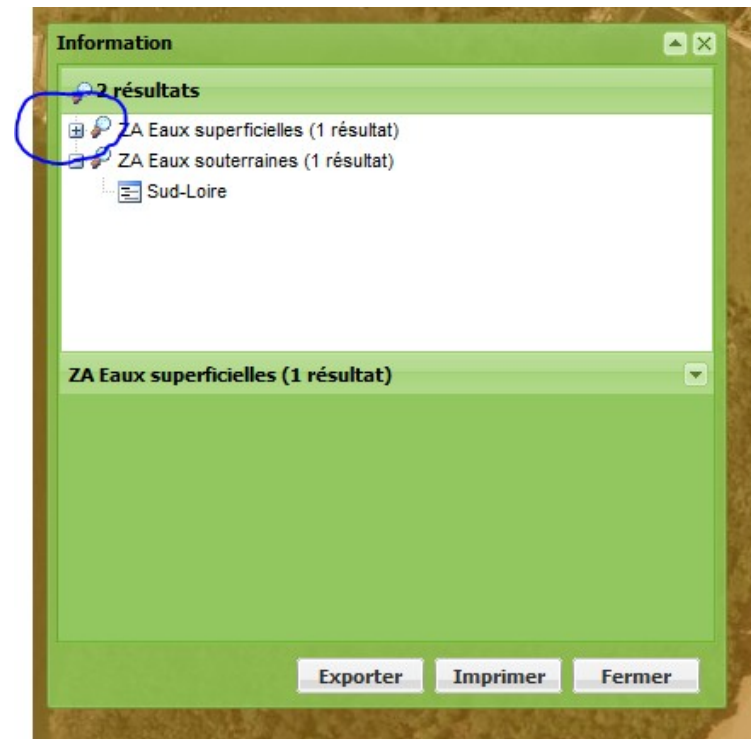 Information
2 résultats
ZA Eaux superficielles (1 résultat)
ZA Eaux souterraines (1 résultat)
Sud-Loire
ZA Eaux superficielles (1 résultat)
Exporter Imprimer Fermer